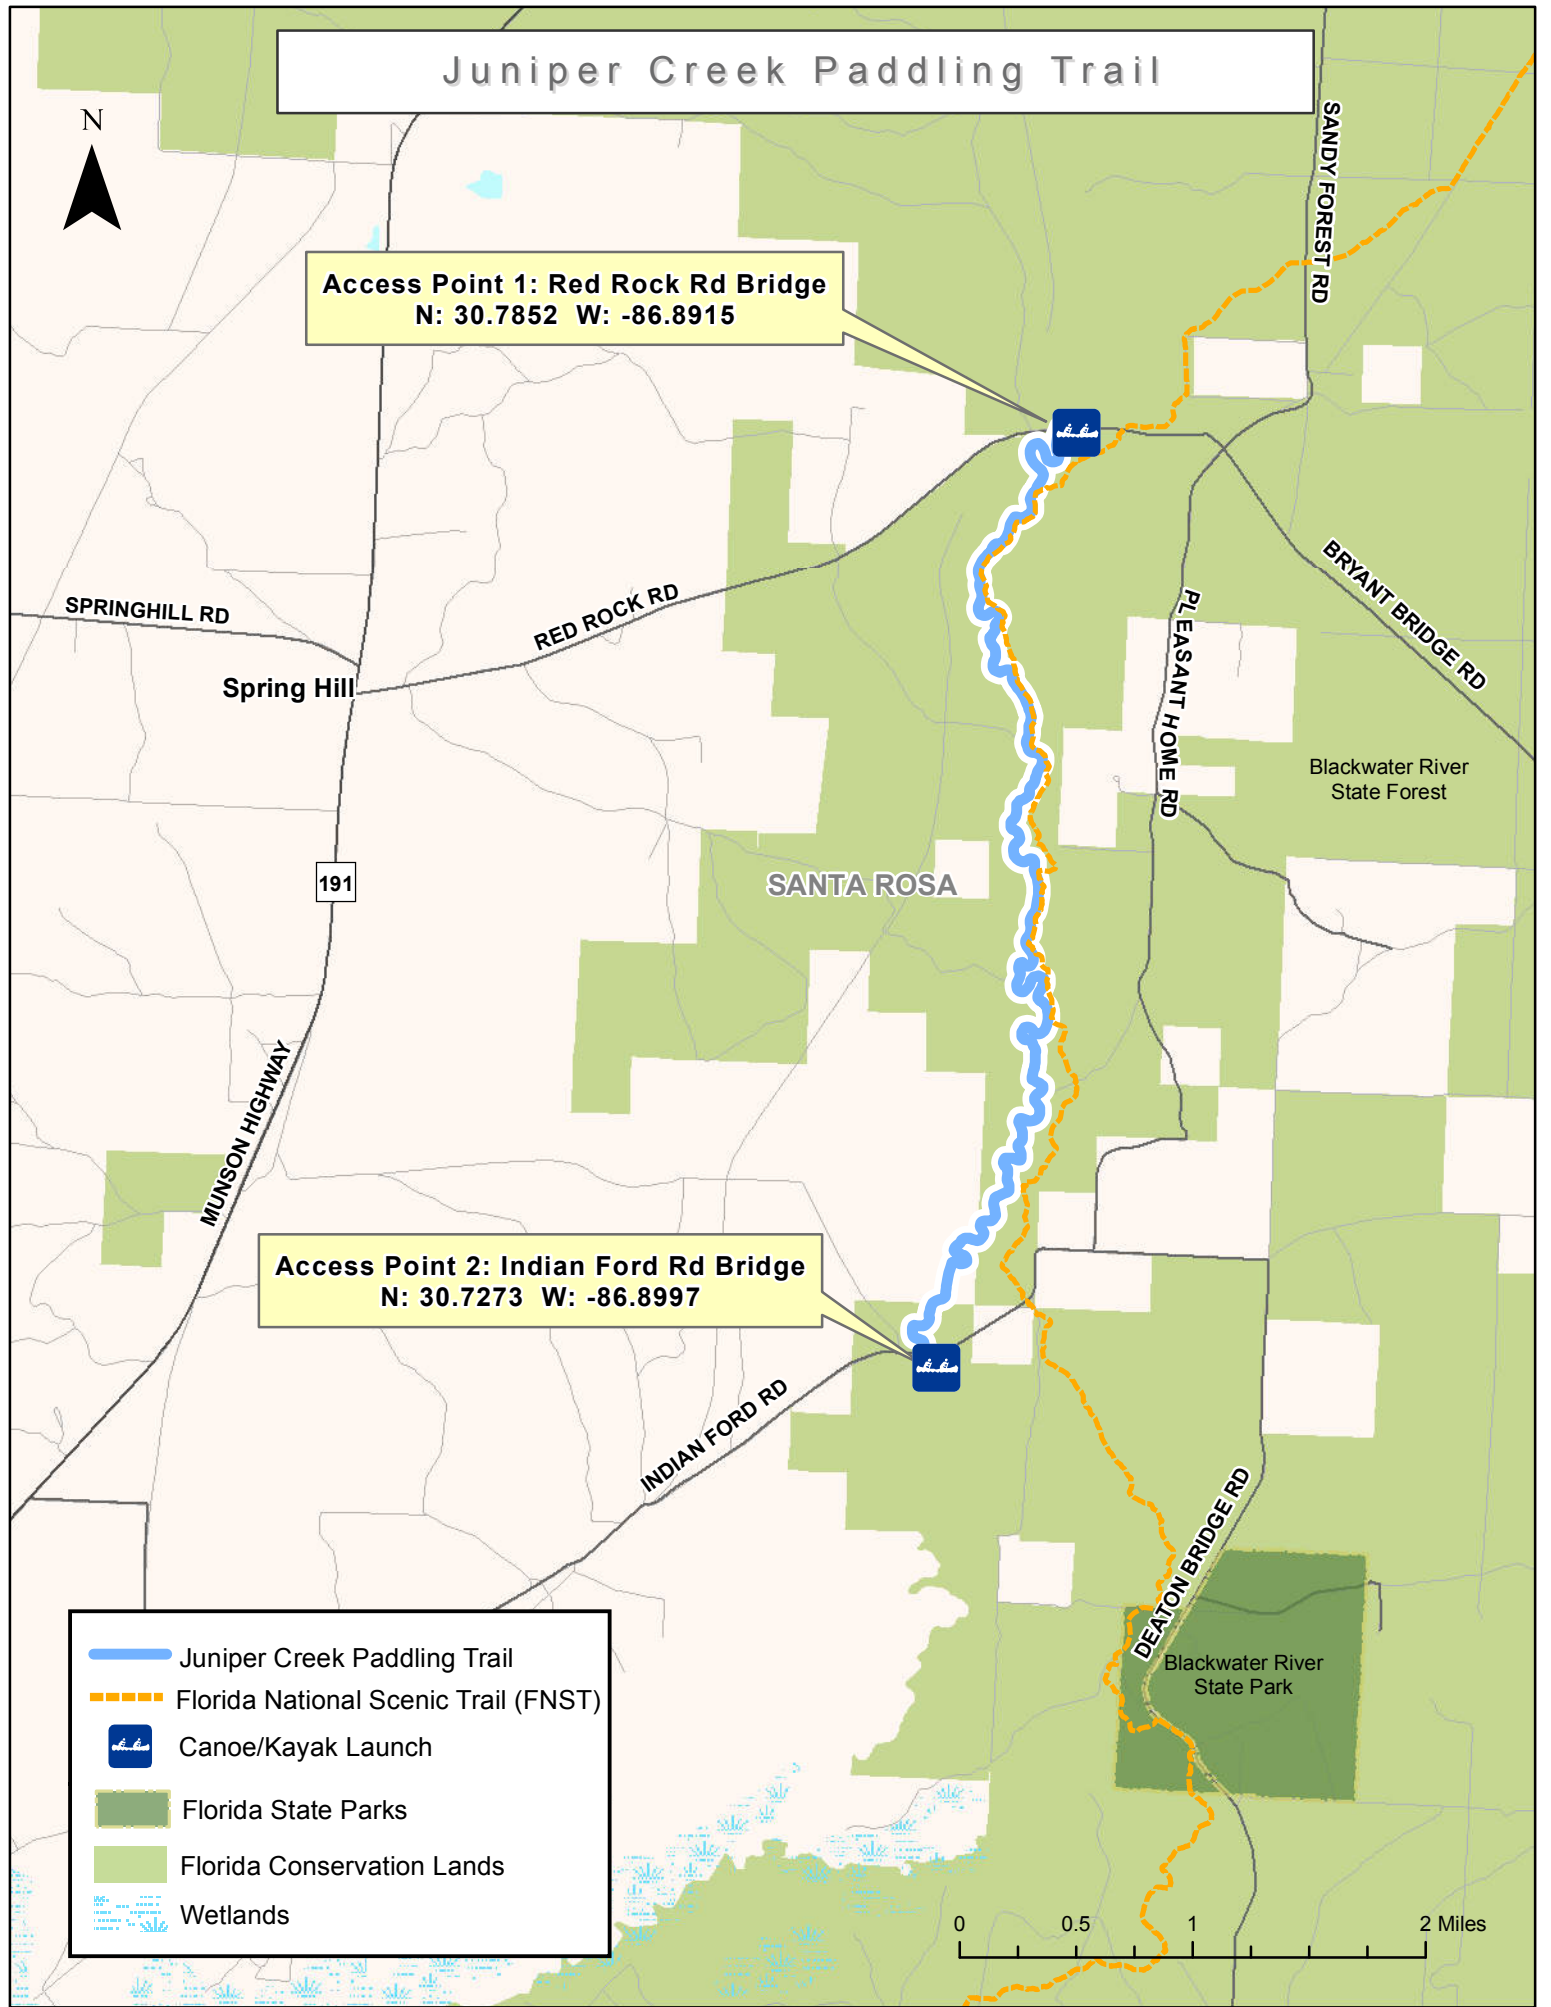 Juniper Creek Paddling Trail
N
SANDY FOREST RD
Access Point 1: Red Rock Rd Bridge
N: 30.7852 W: -86.8915
SPRINGHILL RD
RED ROCK RD
BRYANT BRIDGE RD
PLEASANT HOME RD
Spring Hill
Blackwater River
State Forest
191
SANTA ROSA
MUNSON HIGHWAY
Access Point 2: Indian Ford Rd Bridge
N: 30.7273 W: -86.8997
INDIAN FORD RD
DEATON BRIDGE RD
Blackwater River
State Park
Juniper Creek Paddling Trail
Florida National Scenic Trail (FNST)
Canoe/Kayak Launch
Florida State Parks
Florida Conservation Lands
Wetlands
0 0.5 1 2 Miles